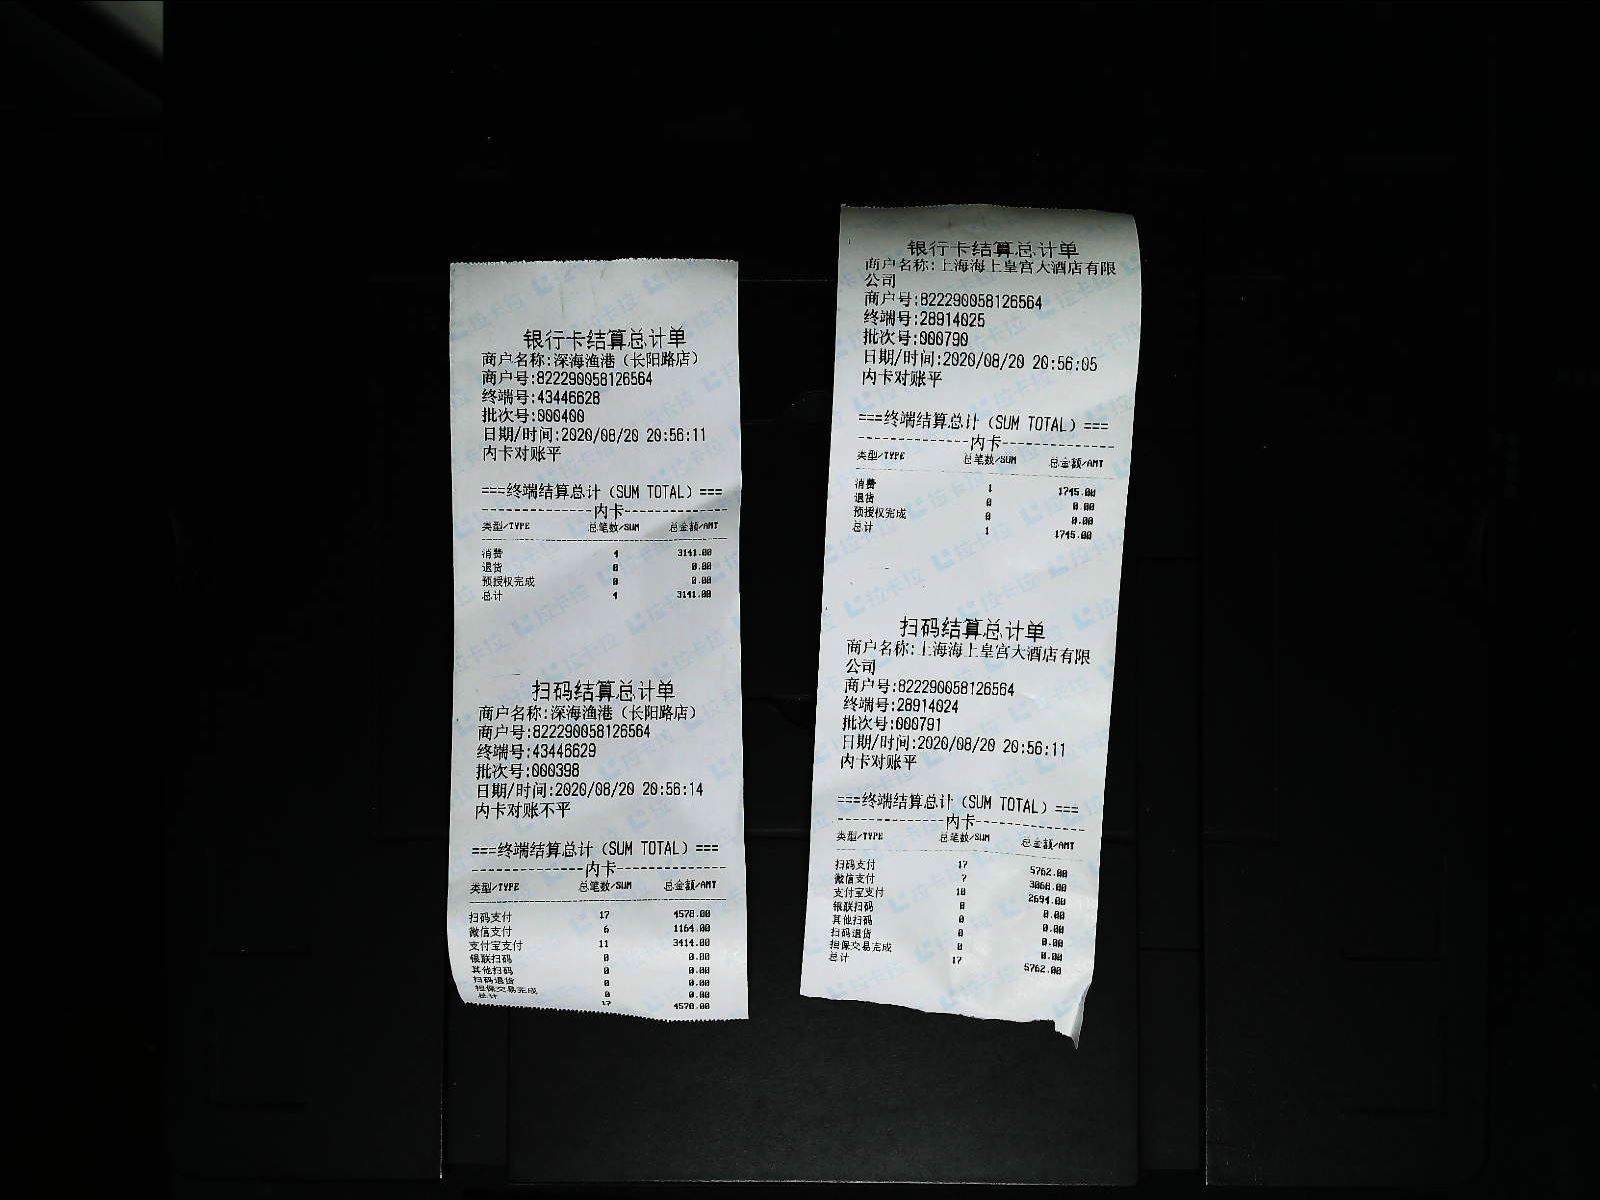 银行卡结算总计单
商户名称:深海渔港（长阳路店）
商户号:822290058126564
终端号:43446628
批次号:000400
日期/时间:2020/08/20 20:56:11
内卡对账平
===终端结算总计（SUM TOTAL）===
----------------内卡----------------
类型/TYPE 总笔数/SUM 总金额/AMT
消费 4 3141.00
退货 0 0.00
预授权完成 0 0.00
总计 4 3141.00
扫码结算总计单
商户名称:深海渔港（长阳路店）
商户号:822290058126564
终端号:43446629
批次号:000398
日期/时间:2020/08/20 20:56:14
内卡对账不平
===终端结算总计（SUM TOTAL）===
----------------内卡----------------
类型/TYPE 总笔数/SUM 总金额/AMT
扫码支付 17 4578.00
微信支付 6 1164.00
支付宝支付 11 3414.00
银联扫码 0 0.00
其他扫码 0 0.00
扫码退货 0 0.00
担保交易完成 0 0.00
总计 17 4578.00
银行卡结算总计单
商户名称:上海海上皇宫大酒店有限
公司
商户号:822290058126564
终端号:28914025
批次号:000790
日期/时间:2020/08/20 20:56:05
内卡对账平
===终端结算总计（SUM TOTAL）===
----------------内卡----------------
类型/TYPE 总笔数/SUM 总金额/AMT
消费 1 1745.00
退货 0 0.00
预授权完成 0 0.00
总计 1 1745.00
扫码结算总计单
商户名称:上海海上皇宫大酒店有限
公司
商户号:822290058126564
终端号:28914024
批次号:000791
日期/时间:2020/08/20 20:56:11
内卡对账平
===终端结算总计（SUM TOTAL）===
----------------内卡----------------
类型/TYPE 总笔数/SUM 总金额/AMT
扫码支付 17 5762.00
微信支付 7 3068.00
支付宝支付 10 2694.00
银联扫码 0 0.00
其他扫码 0 0.00
扫码退货 0 0.00
担保交易完成 0 0.00
总计 17 5762.00